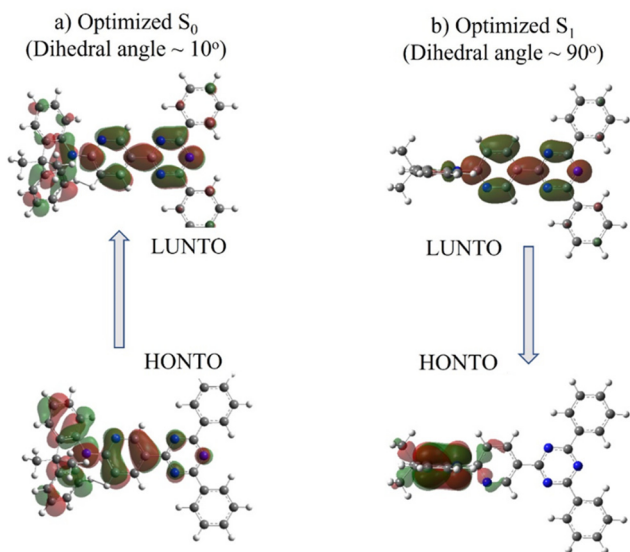 a) Optimized S₀
(Dihedral angle ~ 10°)
LUNTO
HONTO
b) Optimized S₁
(Dihedral angle ~ 90°)
LUNTO
HONTO